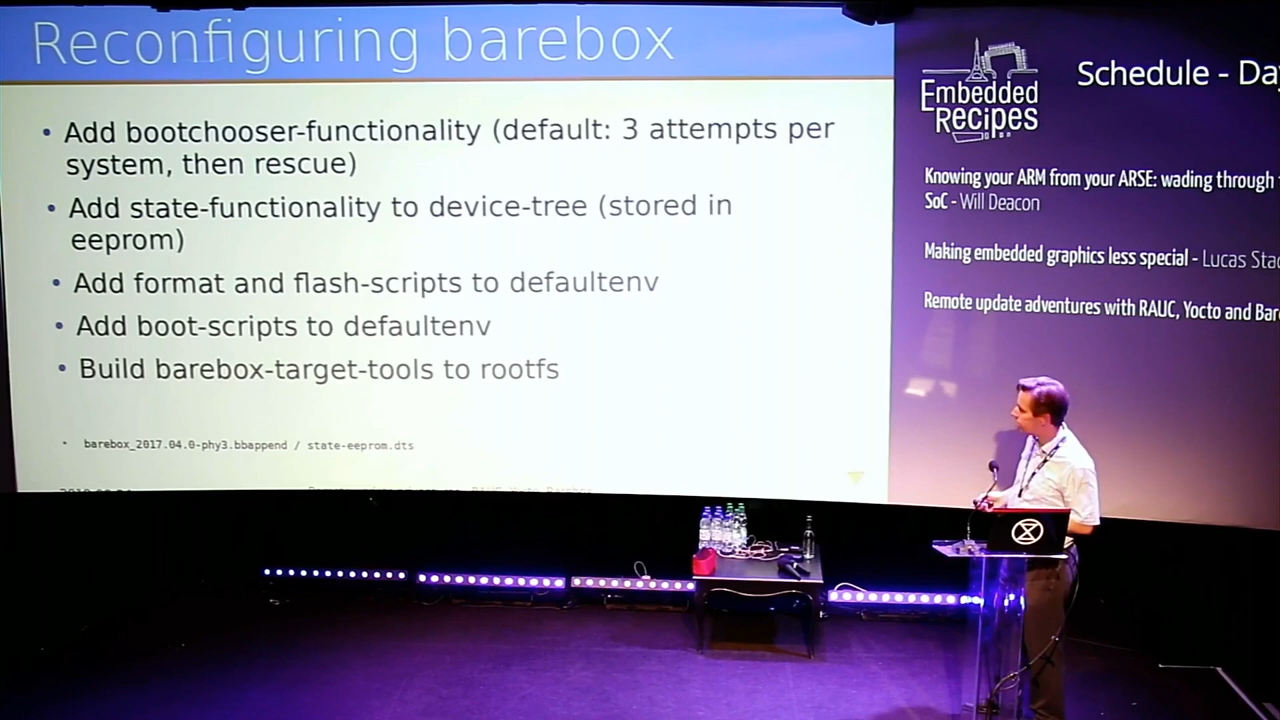 Reconfiguring barebox
• Add bootchooser-functionality (default: 3 attempts per
system, then rescue)
• Add state-functionality to device-tree (stored in
eeprom)
• Add format and flash-scripts to defaultenv
• Add boot-scripts to defaultenv
• Build barebox-target-tools to rootfs
• barebox_2017.04.0-phy3.bbappend / state-eeprom.dts
Embedded
Recipes
Schedule - Da
Knowing your ARM from your ARSE: wading through
SoC - Will Deacon
Making embedded graphics less special - Lucas Sta
Remote update adventures with RAUC, Yocto and Bar